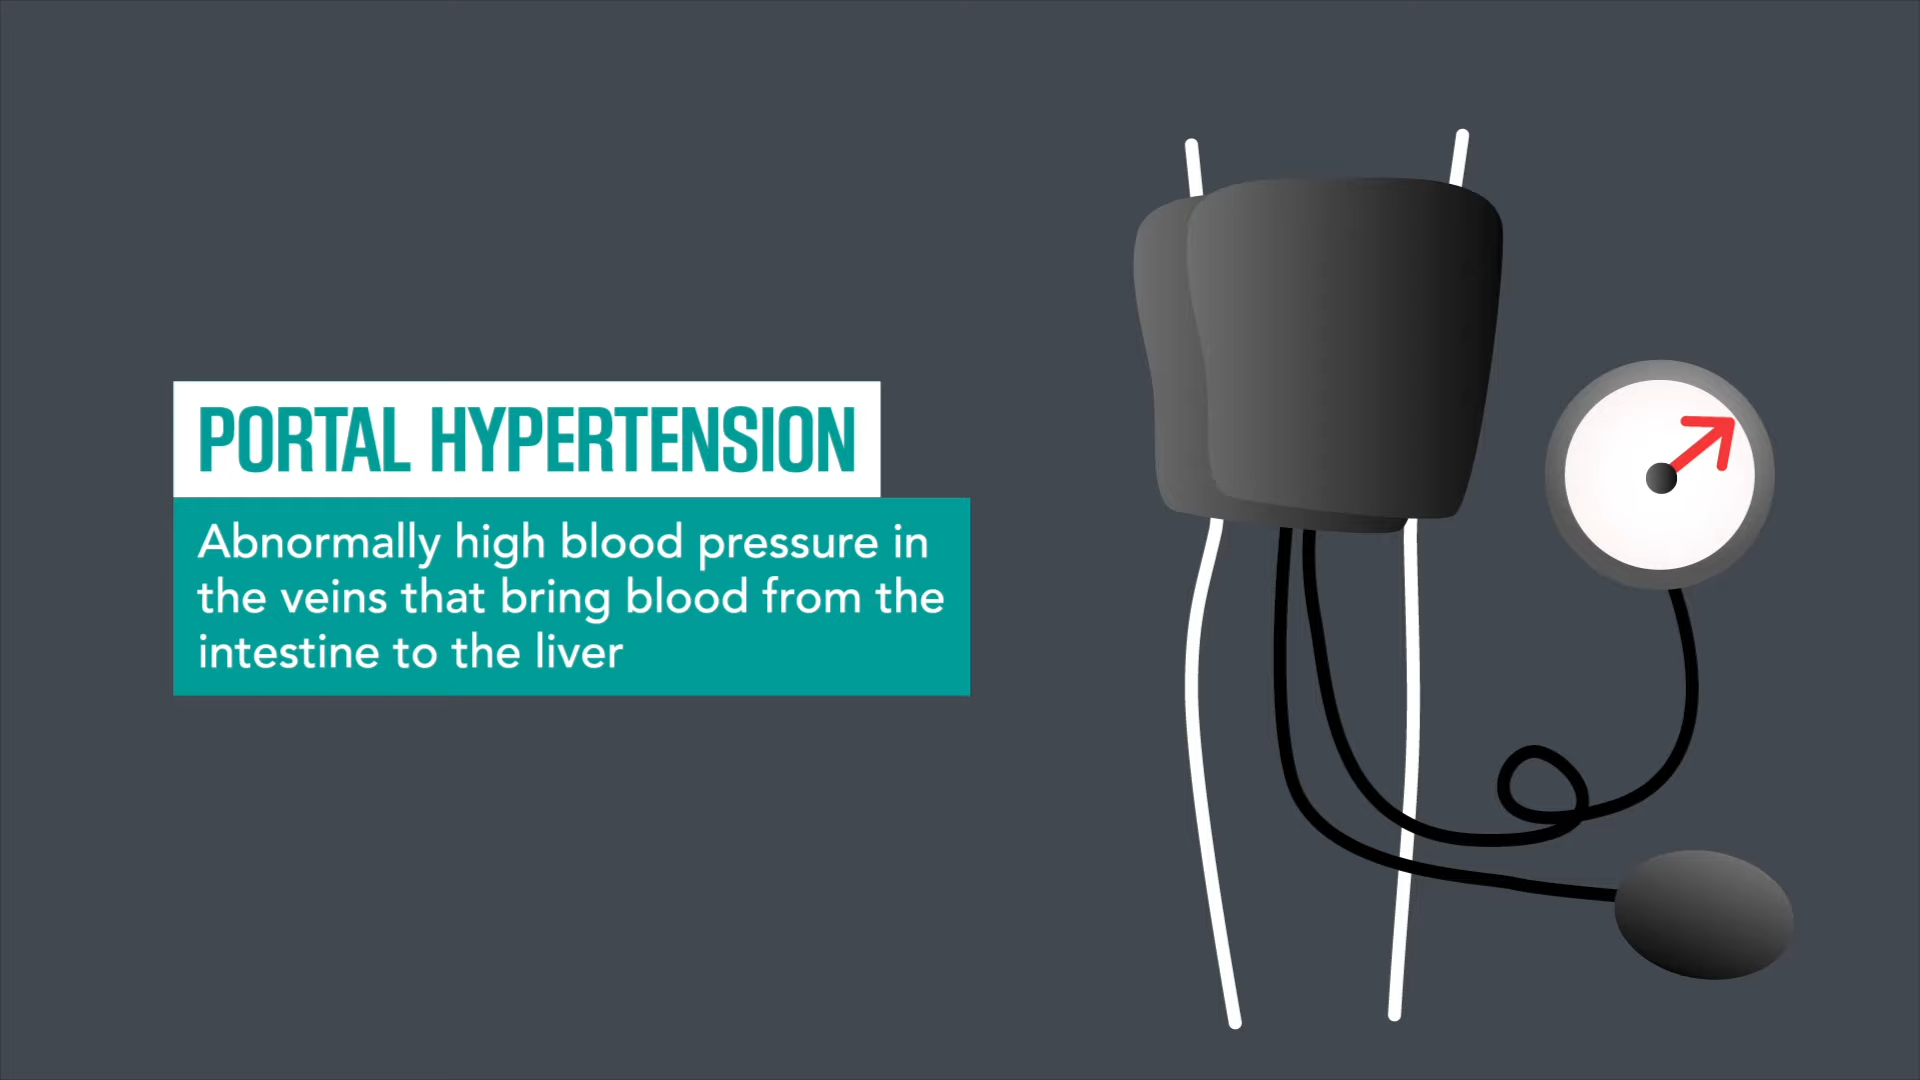 PORTAL HYPERTENSION
Abnormally high blood pressure in
the veins that bring blood from the
intestine to the liver